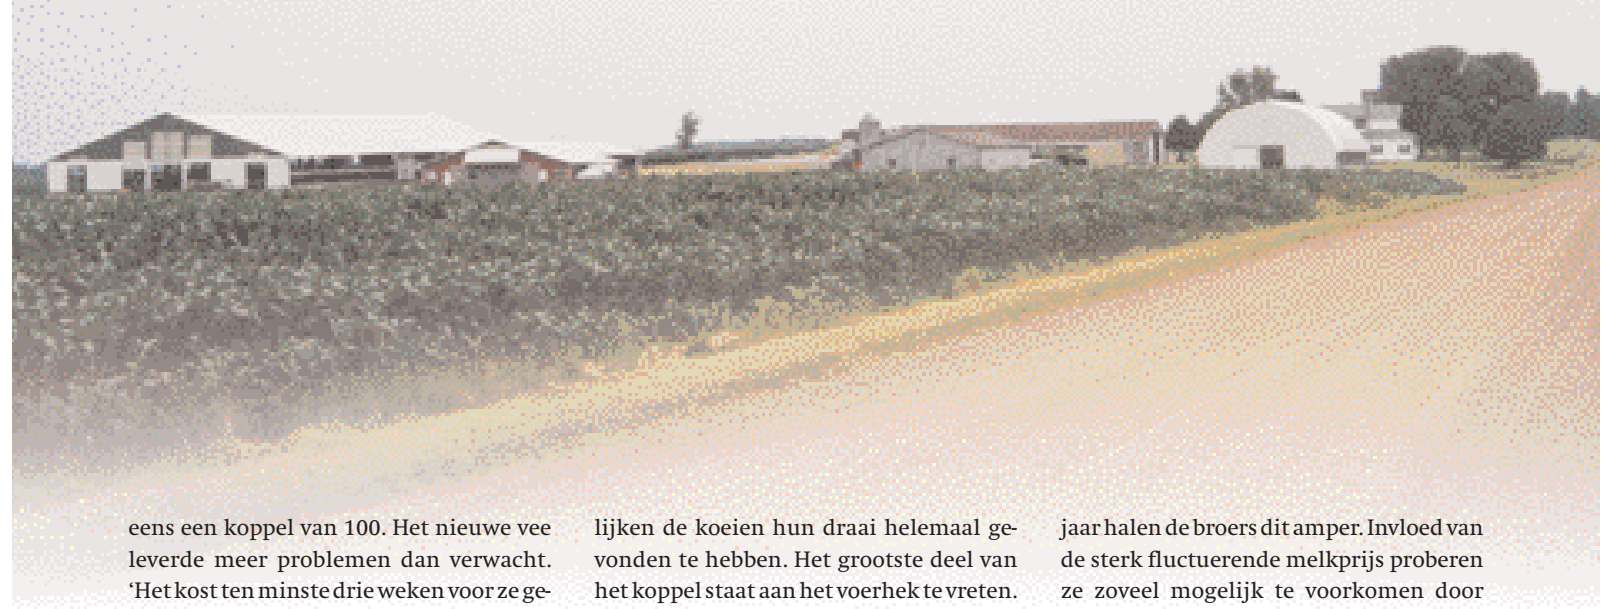 eens een koppel van 100. Het nieuwe vee
leverde meer problemen dan verwacht.
‘Het kost ten minste drie weken voor ze ge-
lijken de koeien hun draai helemaal ge-
vonden te hebben. Het grootste deel van
het koppel staat aan het voerhek te vreten.
jaar halen de broers dit amper. Invloed van
de sterk fluctuerende melkprijs proberen
ze zoveel mogelijk te voorkomen door